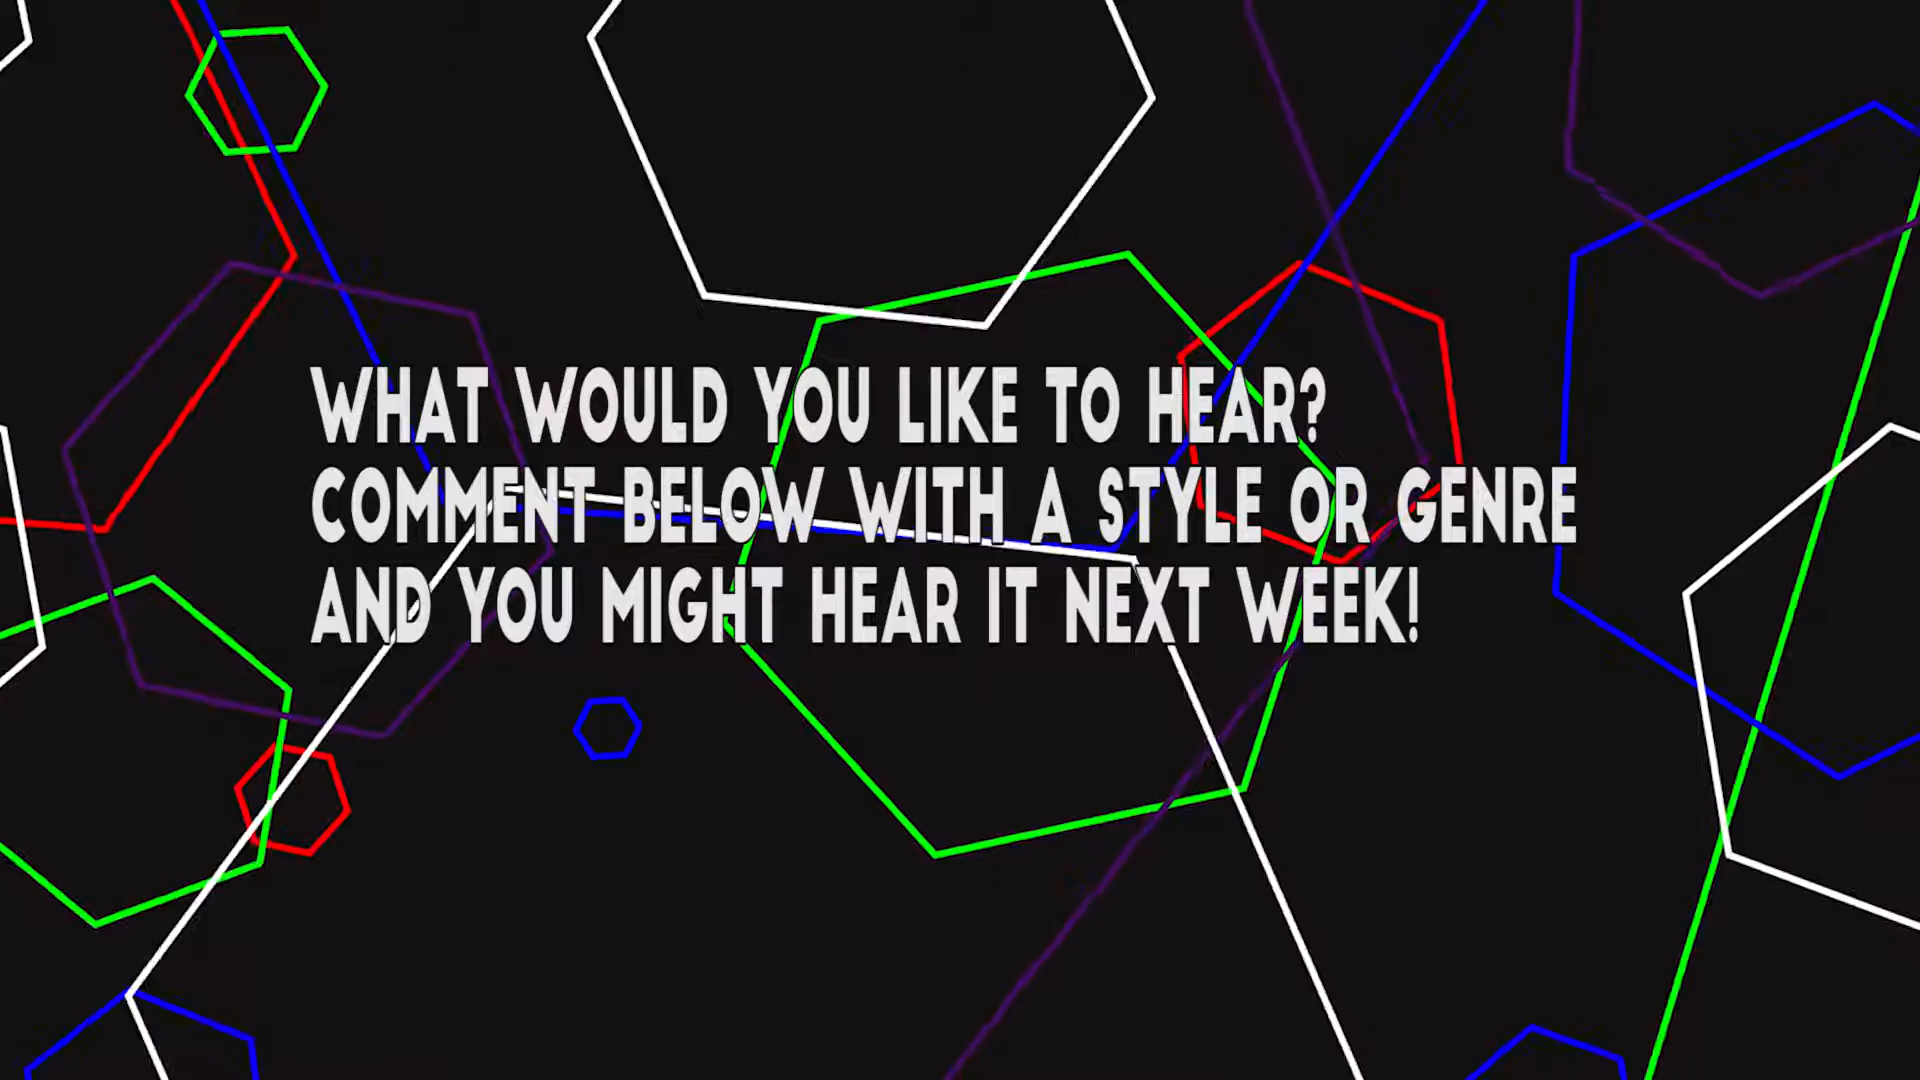 WHAT WOULD YOU LIKE TO HEAR?
COMMENT BELOW WITH A STYLE OR GENRE
AND YOU MIGHT HEAR IT NEXT WEEK!